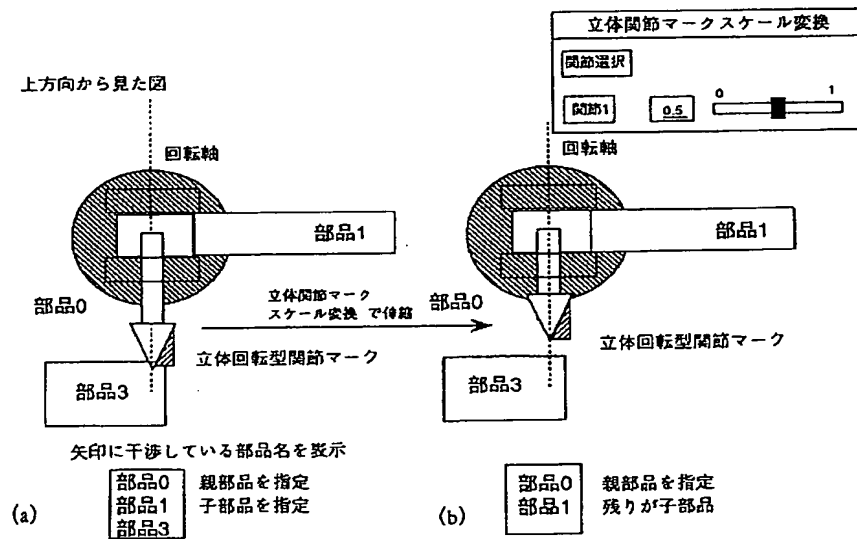 立体関節マークスケール変換
関節選択
関節1
0.5
0
1
上方向から見た図
回転軸
部品1
部品0
立体関節マーク
スケール変換 で伸縮
立体回転型関節マーク
部品3
矢印に干渉している部品名を表示
(a)
部品0 親部品を指定
部品1 子部品を指定
部品3
回転軸
部品1
部品0
立体回転型関節マーク
部品3
(b)
部品0 親部品を指定
部品1 残りが子部品